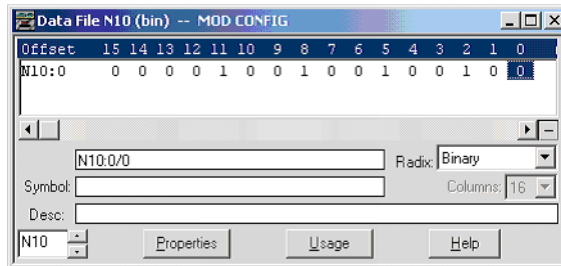 Data File N10 (bin) -- MOD CONFIG
Offset 15 14 13 12 11 10 9 8 7 6 5 4 3 2 1 0
N10:0 0 0 0 0 1 0 0 1 0 0 1 0 0 1 0 0
N10:0/0 Radix: Binary
Symbol: Columns: 16
Desc:
N10 Properties Usage Help